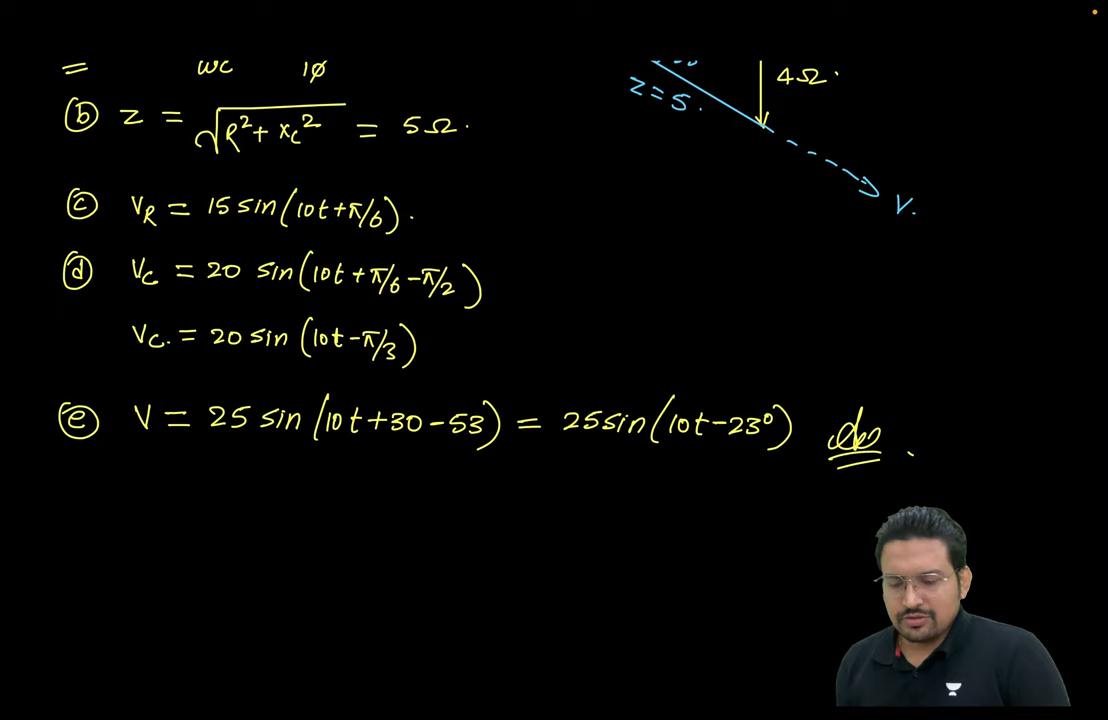 = wc 10
4Ω.
z = 5.
ⓑ z = √R² + Xc² = 5Ω.
V.
ⓒ VR = 15 sin(10t + π/6).
ⓓ Vc = 20 sin(10t + π/6 - π/2)
Vc. = 20 sin(10t - π/3)
ⓔ V = 25 sin(10t + 30 - 53) = 25 sin(10t - 23°)